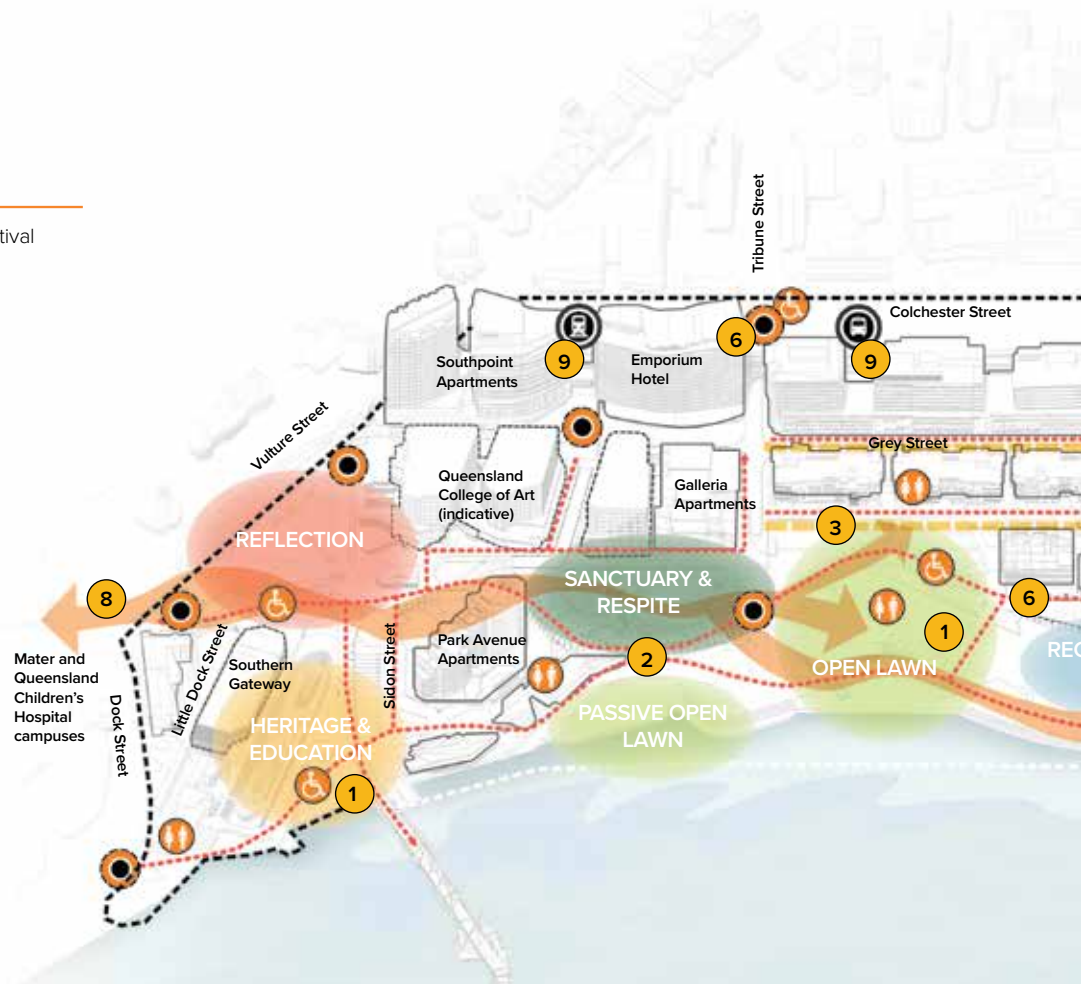 tival
Tribune Street
Colchester Street
6
9
9
Southpoint
Apartments
Emporium
Hotel
Vulture Street
Grey Street
Queensland
College of Art
(indicative)
Galleria
Apartments
3
REFLECTION
SANCTUARY &
RESPITE
8
6
1
2
Mater and
Queensland
Children’s
Hospital
campuses
Little Dock Street
Southern
Gateway
Sidon Street
Park Avenue
Apartments
OPEN LAWN
REC
Dock Street
HERITAGE &
EDUCATION
PASSIVE OPEN
LAWN
1